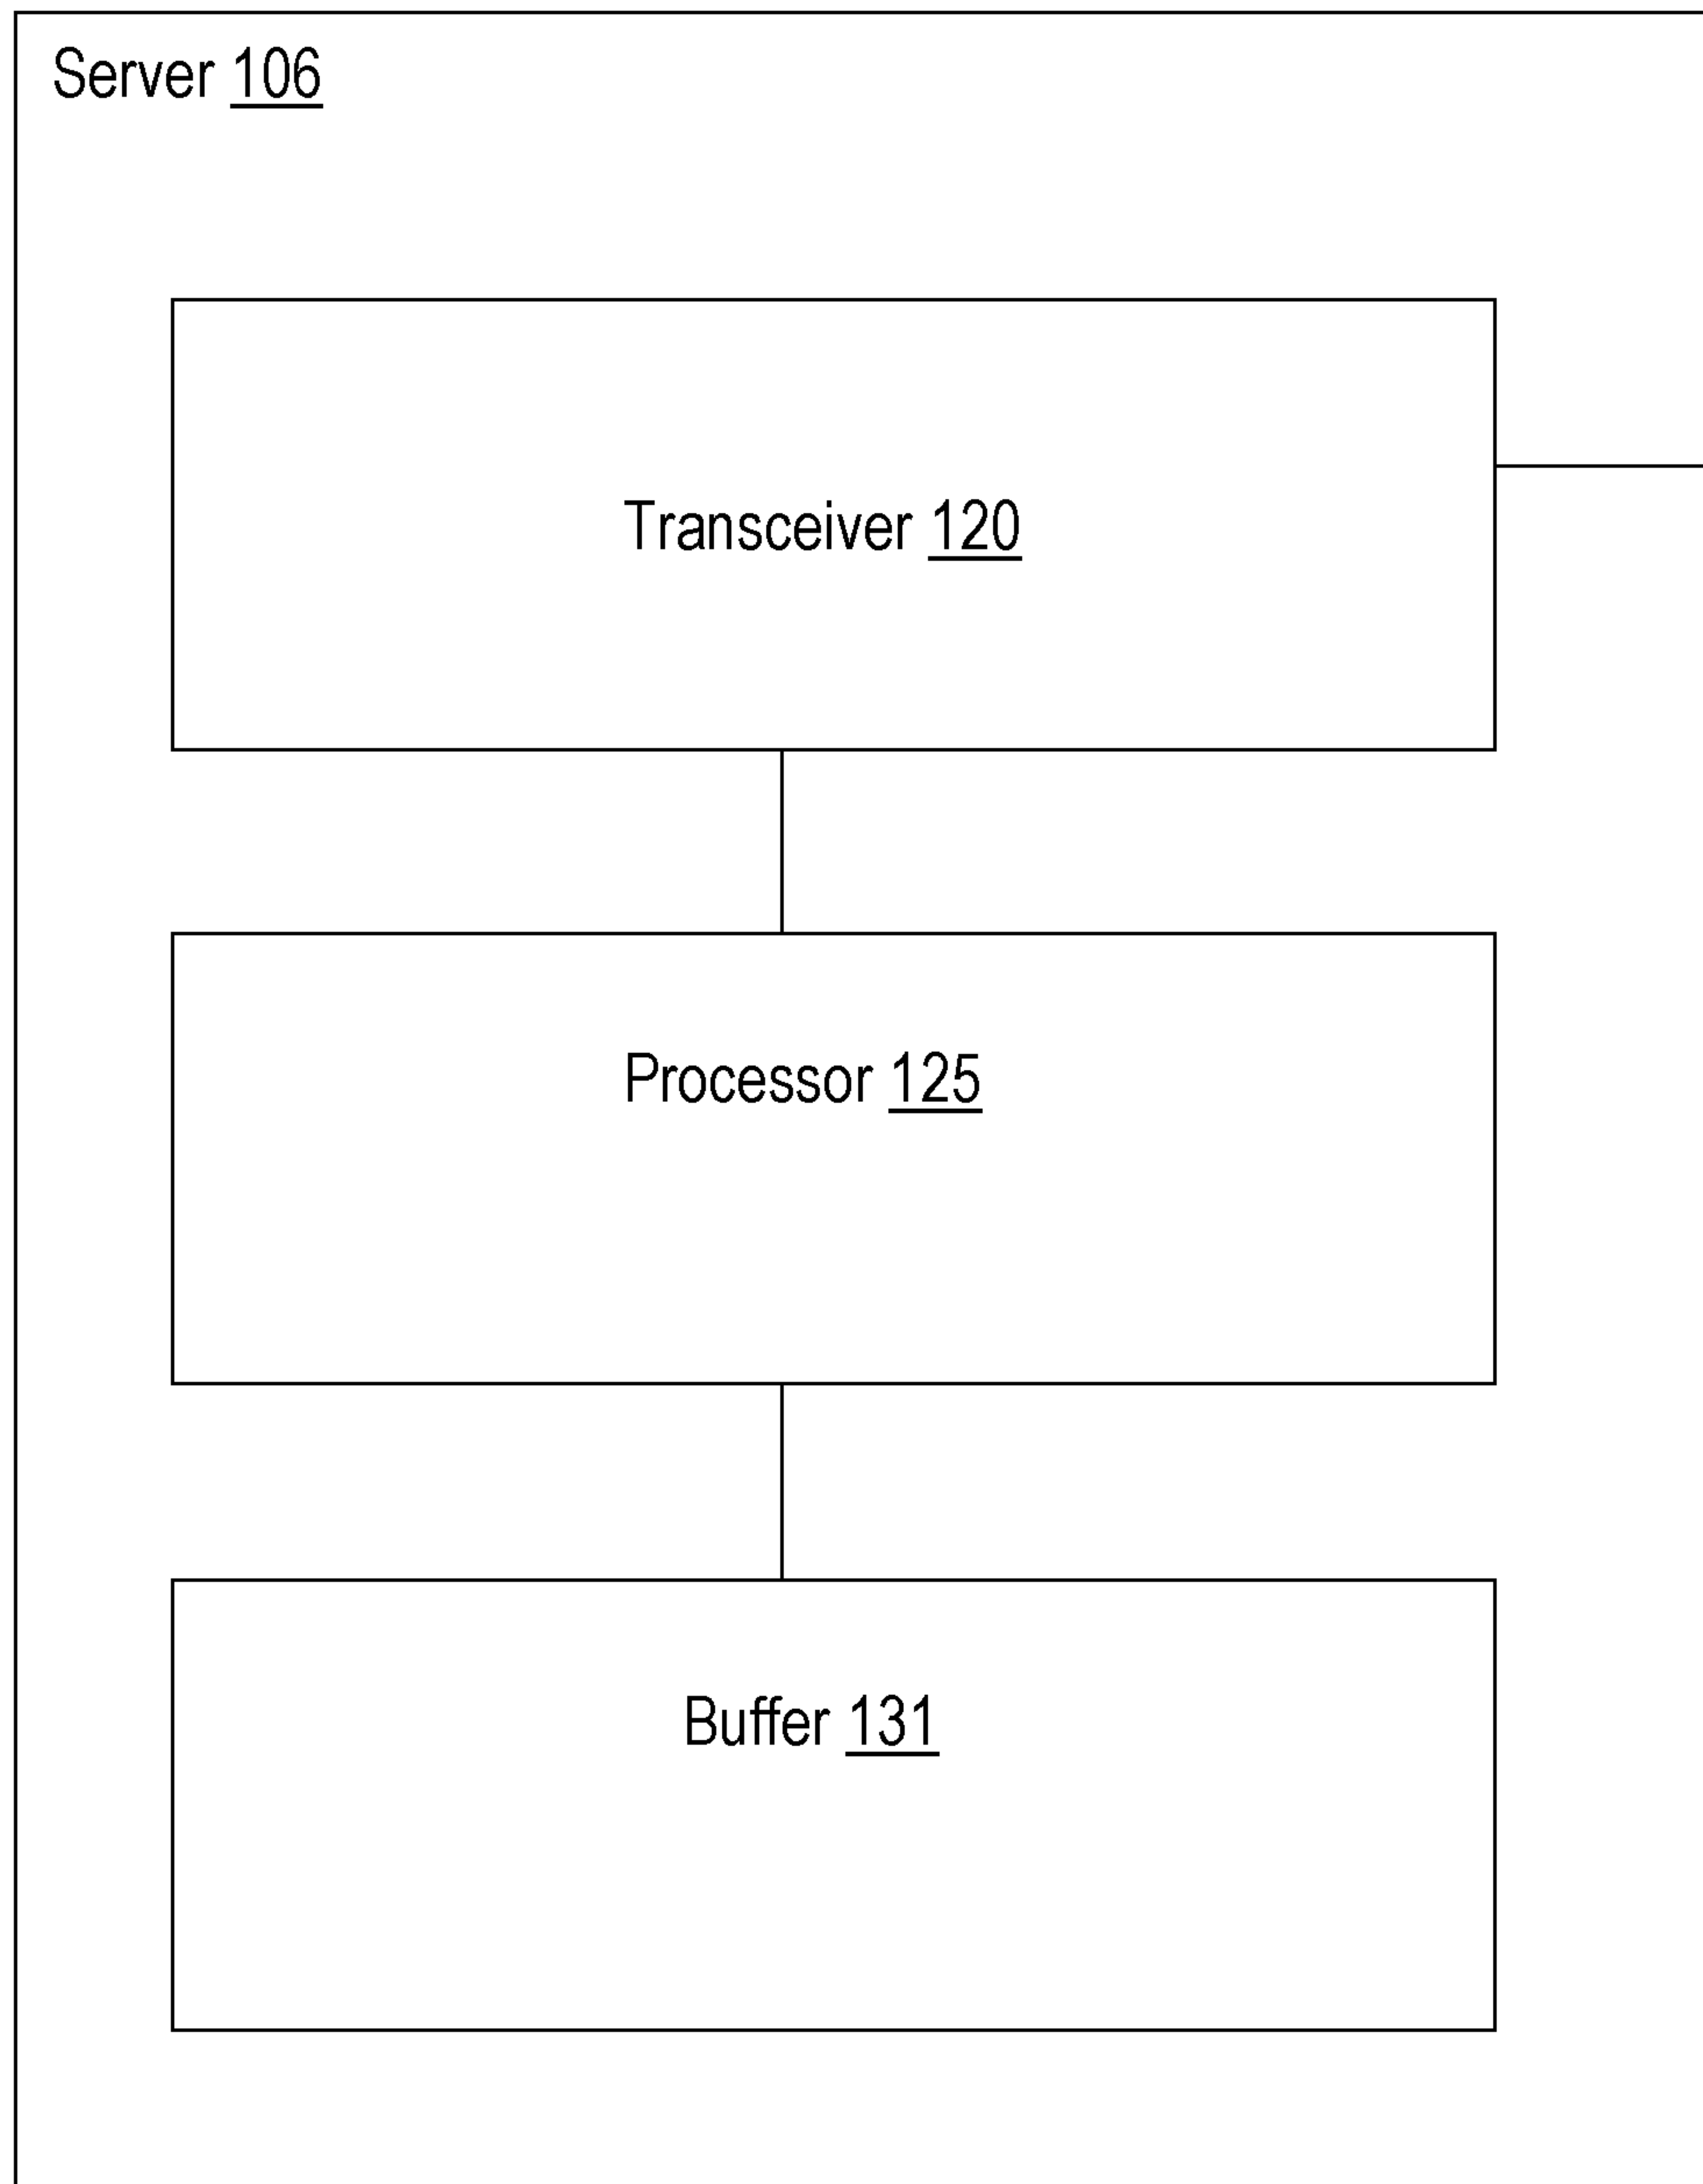 Server 106
Transceiver 120
Processor 125
Buffer 131